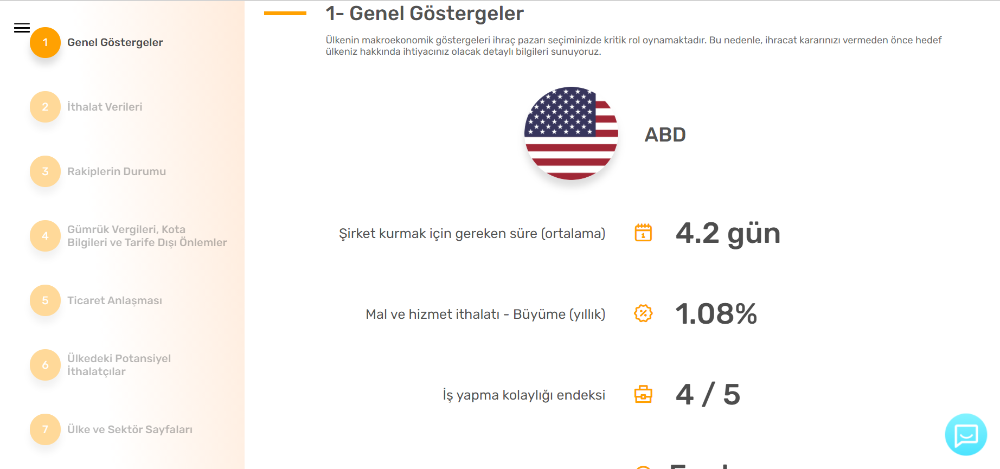 1- Genel Göstergeler
Ülkenin makroekonomik göstergeleri ihraç pazarı seçiminizde kritik rol oynamaktadır. Bu nedenle, ihracat kararınızı vermeden önce hedef
ülkeniz hakkında ihtiyacınız olacak detaylı bilgileri sunuyoruz.
1 Genel Göstergeler
2 İthalat Verileri
3 Rakiplerin Durumu
4 Gümrük Vergileri, Kota
Bilgileri ve Tarife Dışı Önlemler
5 Ticaret Anlaşması
6 Ülkedeki Potansiyel
İthalatçılar
7 Ülke ve Sektör Sayfaları
ABD
Şirket kurmak için gereken süre (ortalama) 4.2 gün
Mal ve hizmet ithalatı - Büyüme (yıllık) 1.08%
İş yapma kolaylığı endeksi 4 / 5